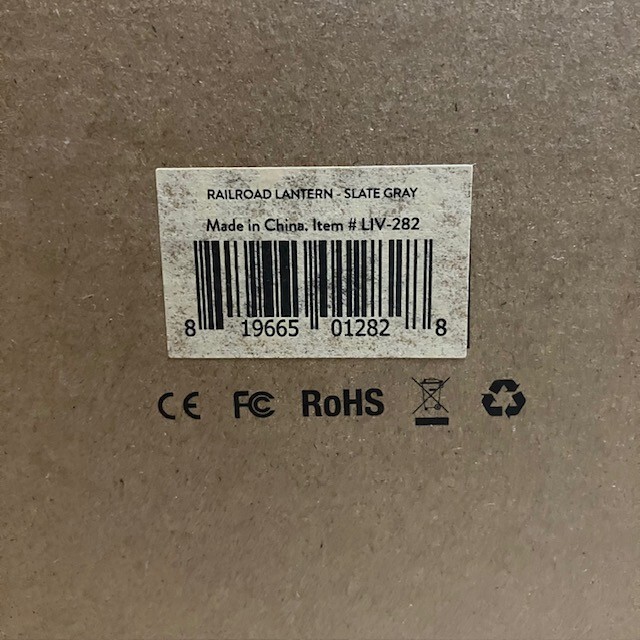 RAILROAD LANTERN - SLATE GRAY
Made in China. Item # LIV-282
8 19665 01282 8
CE FC RoHS